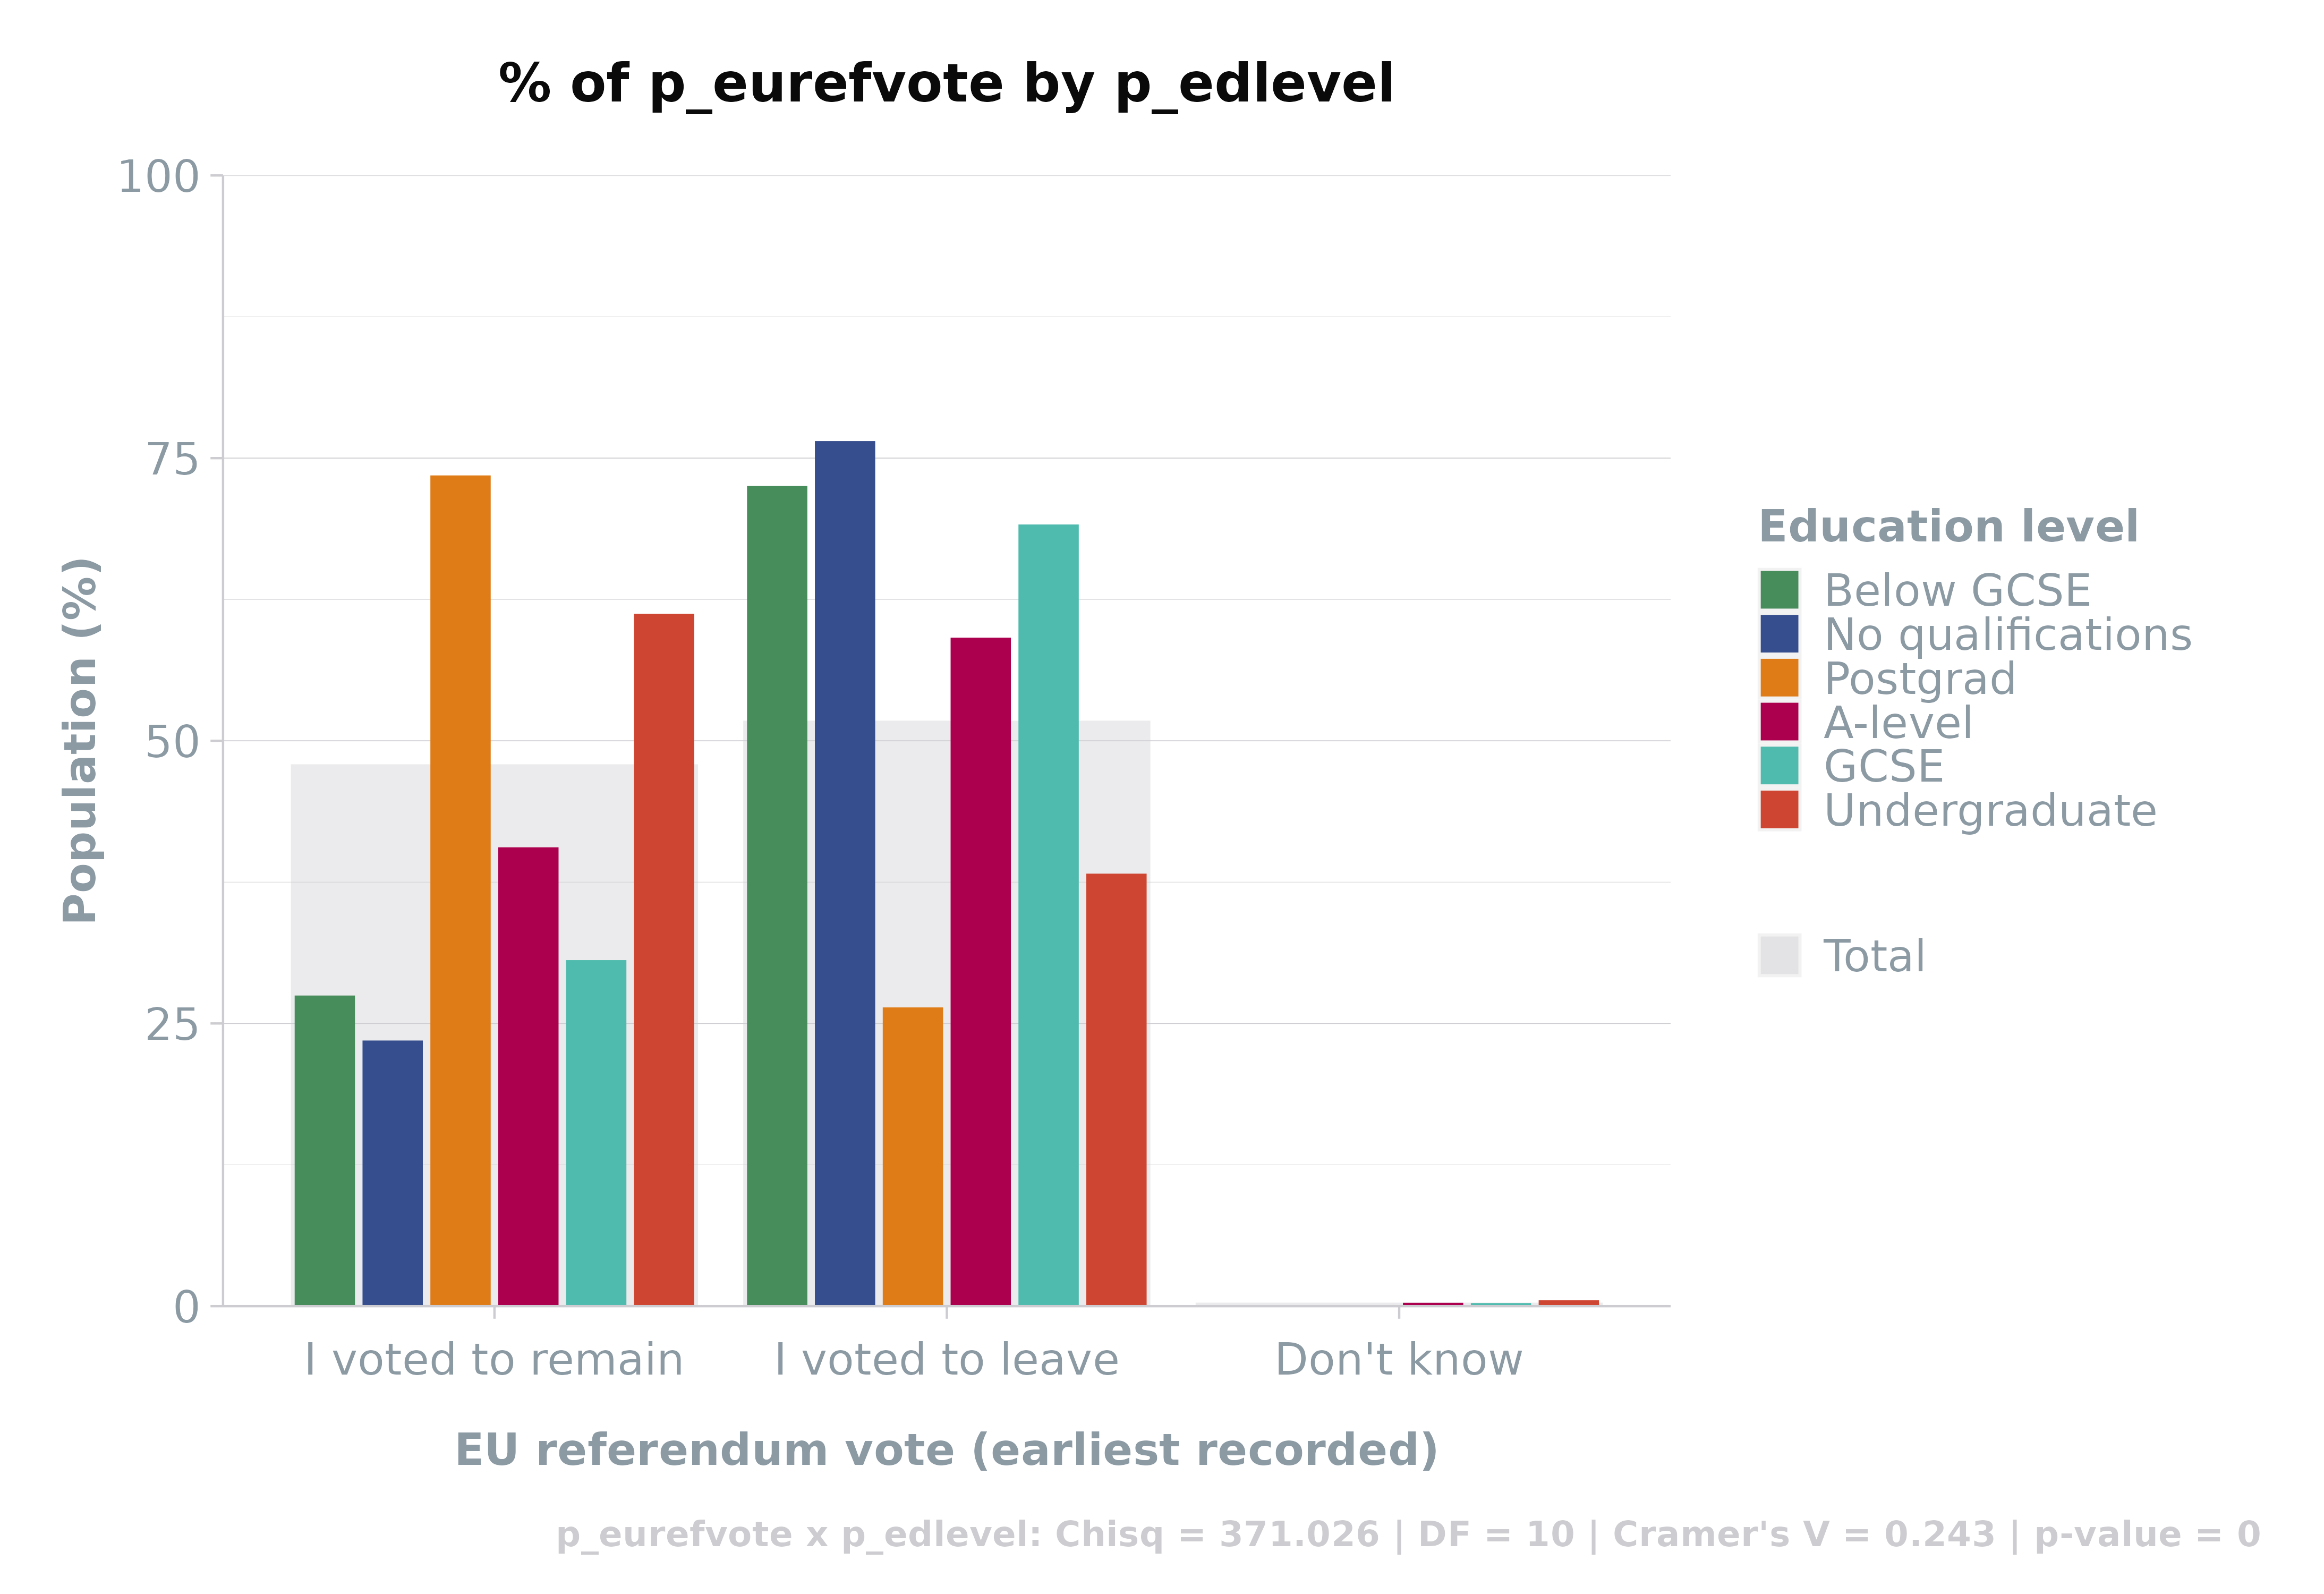 % of p_eurefvote by p_edlevel
Population (%)
100
75
50
25
0
I voted to remain
I voted to leave
Don't know
EU referendum vote (earliest recorded)
Education level
Below GCSE
No qualifications
Postgrad
A-level
GCSE
Undergraduate
Total
p_eurefvote x p_edlevel: Chisq = 371.026 | DF = 10 | Cramer's V = 0.243 | p-value = 0